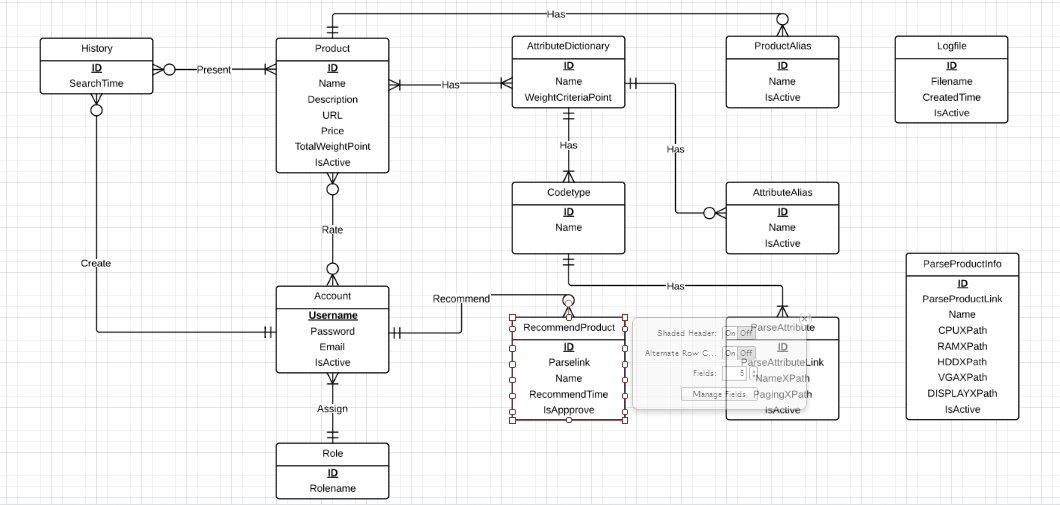 Has
History
ID
SearchTime
Present
Product
ID
Name
Description
URL
Price
TotalWeightPoint
IsActive
Has
AttributeDictionary
ID
Name
WeightCriteriaPoint
ProductAlias
ID
Name
IsActive
Logfile
ID
Filename
CreatedTime
IsActive
Has
Has
Codetype
ID
Name
AttributeAlias
ID
Name
IsActive
Rate
Create
Has
Account
Username
Password
Email
IsActive
Recommend
RecommendProduct
ID
Parselink
Name
RecommendTime
IsAppprove
Shaded Header: On Off
Alternate Row C... On Off
Fields: 5
Manage Fields
ParseAttribute
ID
ParseAttributeLink
NameXPath
PagingXPath
IsActive
ParseProductInfo
ID
ParseProductLink
Name
CPUXPath
RAMXPath
HDDXPath
VGAXPath
DISPLAYXPath
IsActive
Assign
Role
ID
Rolename